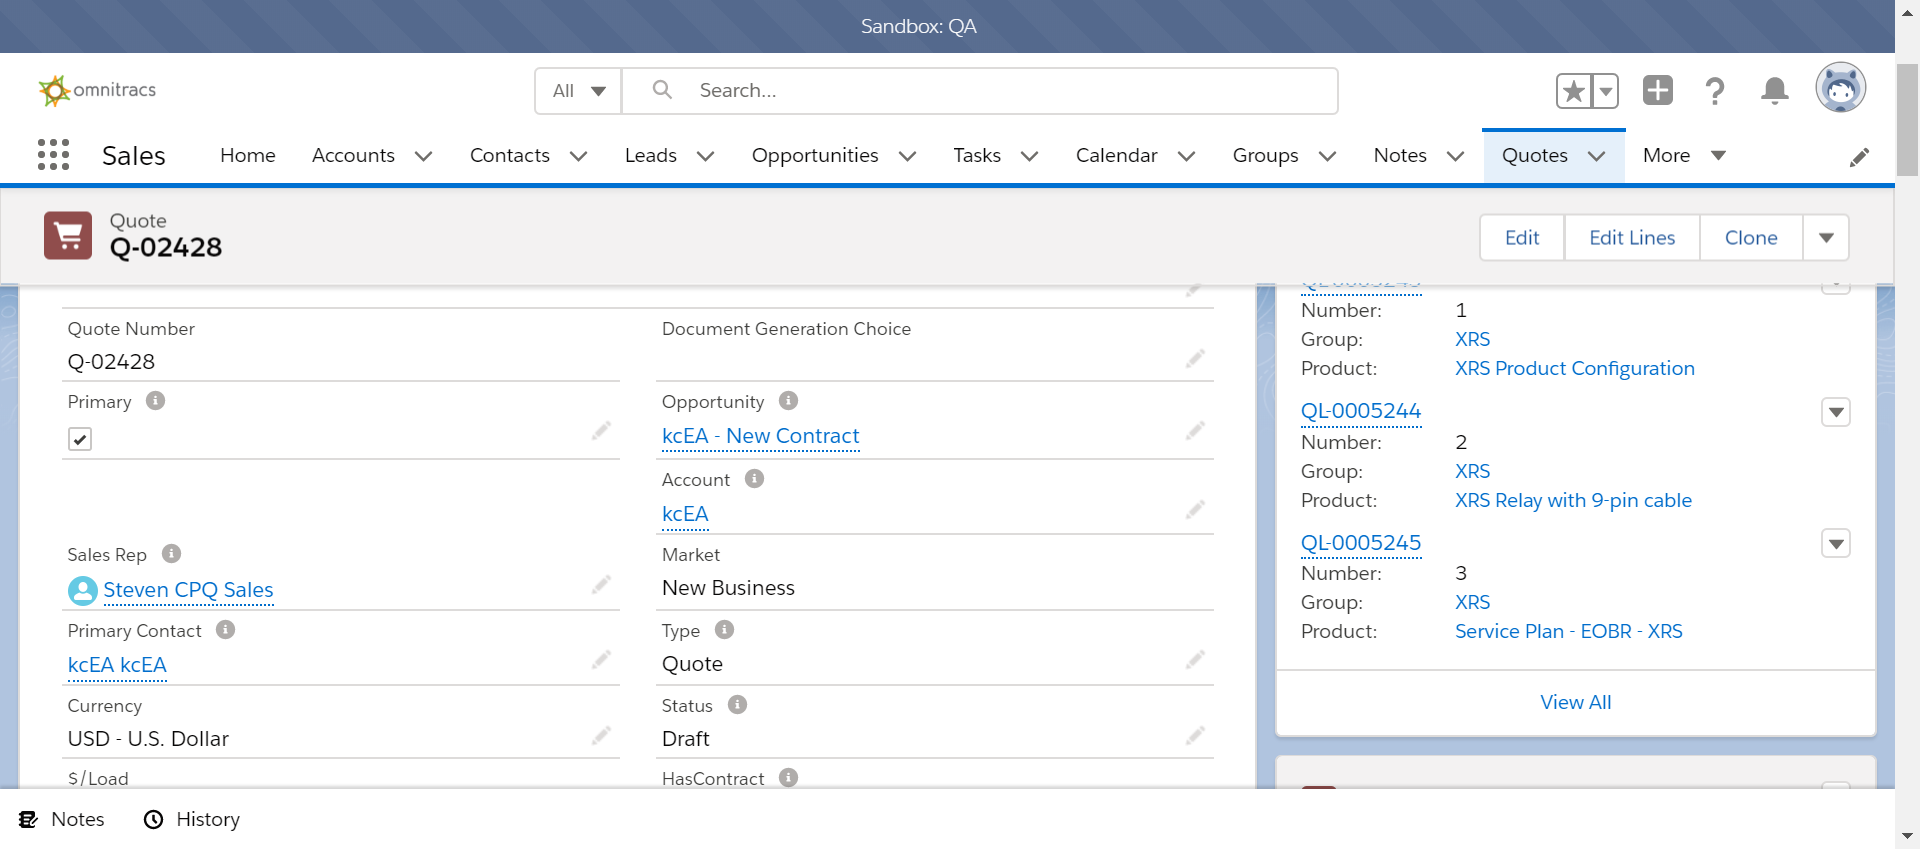 Sandbox: QA
omnitracs
All
Search...
Sales
Home
Accounts
Contacts
Leads
Opportunities
Tasks
Calendar
Groups
Notes
Quotes
More
Quote
Q-02428
Edit
Edit Lines
Clone
Quote Number
Q-02428
Document Generation Choice
Primary
Opportunity
kcEA - New Contract
Account
kcEA
Sales Rep
Steven CPQ Sales
Market
New Business
Primary Contact
kcEA kcEA
Type
Quote
Currency
USD - U.S. Dollar
Status
Draft
$/Load
HasContract
Number: 1
Group: XRS
Product: XRS Product Configuration
QL-0005244
Number: 2
Group: XRS
Product: XRS Relay with 9-pin cable
QL-0005245
Number: 3
Group: XRS
Product: Service Plan - EOBR - XRS
View All
Notes
History